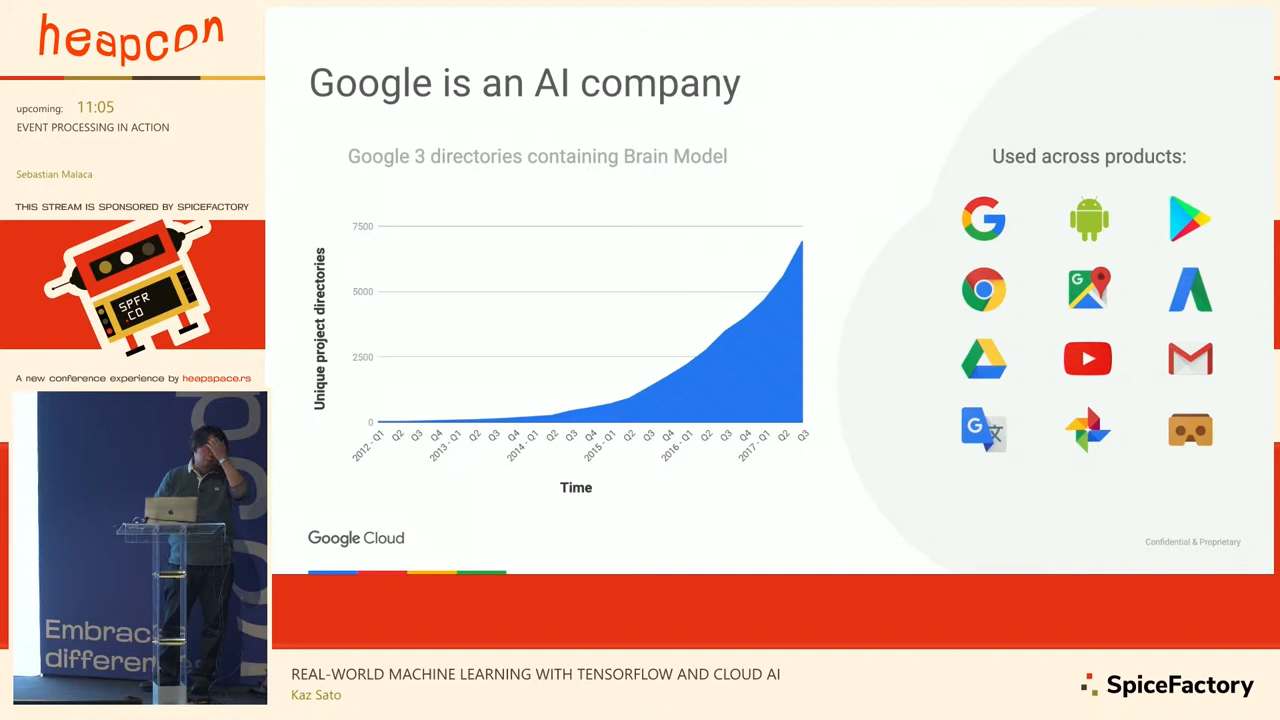 heapcon
upcoming: 11:05
EVENT PROCESSING IN ACTION
Sebastian Malaca
THIS STREAM IS SPONSORED BY SPICEFACTORY
SPFR
.CO
A new conference experience by heapspace.rs
Embrace
differen
Google is an AI company
Google 3 directories containing Brain Model
Unique project directories
7500
5000
2500
0
2012 - Q1 Q2 Q3 Q4 2013 - Q1 Q2 Q3 Q4 2014 - Q1 Q2 Q3 Q4 2015 - Q1 Q2 Q3 Q4 2016 - Q1 Q2 Q3 Q4 2017 - Q1 Q2 Q3
Time
Used across products:
G
G
G
Google Cloud
Confidential & Proprietary
REAL-WORLD MACHINE LEARNING WITH TENSORFLOW AND CLOUD AI
Kaz Sato
SpiceFactory